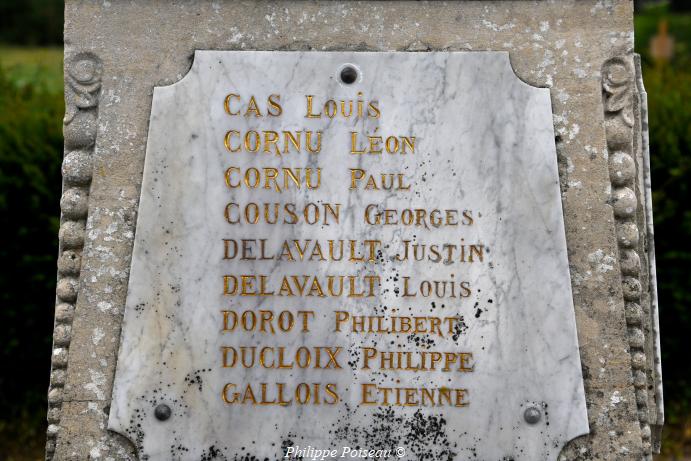 CAS LOUIS
CORNU LÉON
CORNU PAUL
COUSON GEORGES
DELAVAULT JUSTIN
DELAVAULT LOUIS
DOROT PHILIBERT
DUCLOIX PHILIPPE
GALLOIS ETIENNE
Philippe Poiseau ©